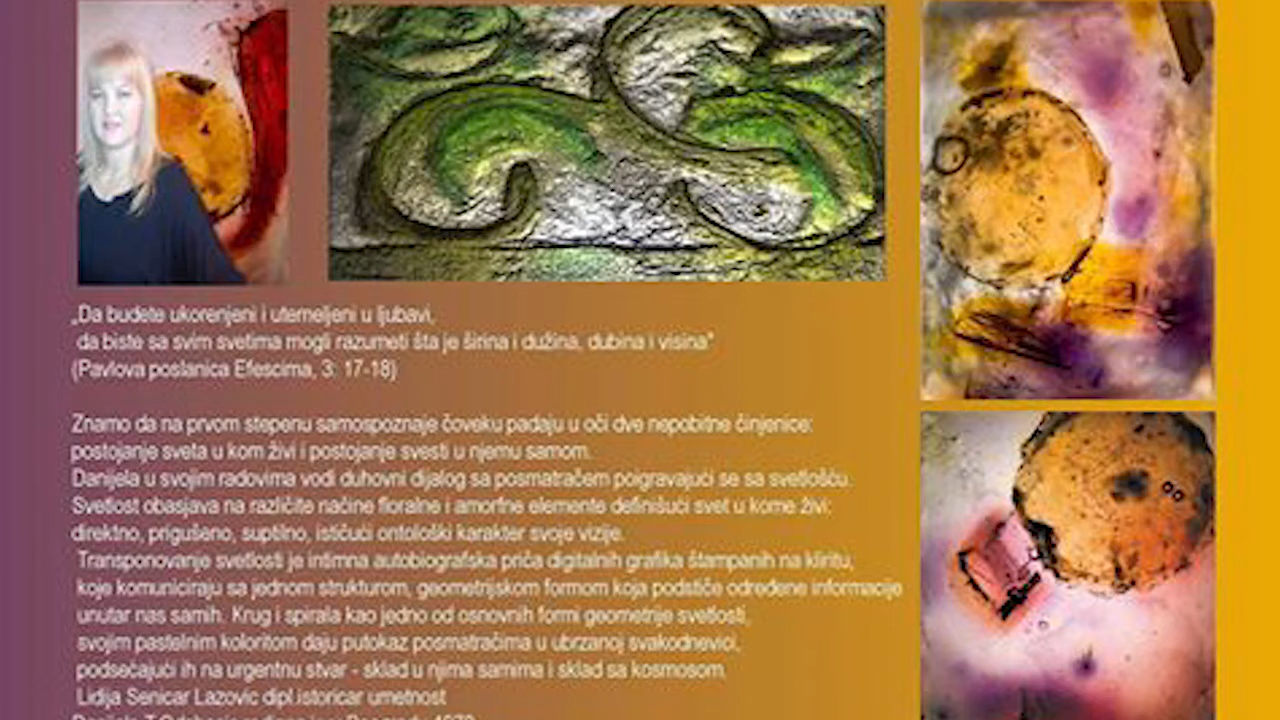 „Da budete ukorenjeni i utemeljeni u ljubavi,
da biste sa svim svetima mogli razumeti šta je širina i dužina, dubina i visina"
(Pavlova poslanica Efescima, 3: 17-18)
Znamo da na prvom stepenu samospoznaje čoveku padaju u oči dve nepobitne činjenice:
postojanje sveta u kom živi i postojanje svesti u njemu samom.
Danijela u svojim radovima vodi duhovni dijalog sa posmatračem poigravajući se sa svetlošću.
Svetlost obasjava na različite načine floralne i amorfne elemente definišući svet u kome živi:
direktno, prigušeno, suptilno, ističući ontološki karakter svoje vizije.
Transponovanje svetlosti je intimna autobiografska priča digitalnih grafika štampanih na kliritu,
koje komuniciraju sa jednom strukturom, geometrijskom formom koja podstiče određene informacije
unutar nas samih. Krug i spirala kao jedno od osnovnih formi geometrije svetlosti,
svojim pastelnim koloritom daju putokaz posmatračima u ubrzanoj svakodnevici,
podsećajući ih na urgentnu stvar - sklad u njima samima i sklad sa kosmosom.
Lidija Senicar Lazovic dipl.istoricar umetnost